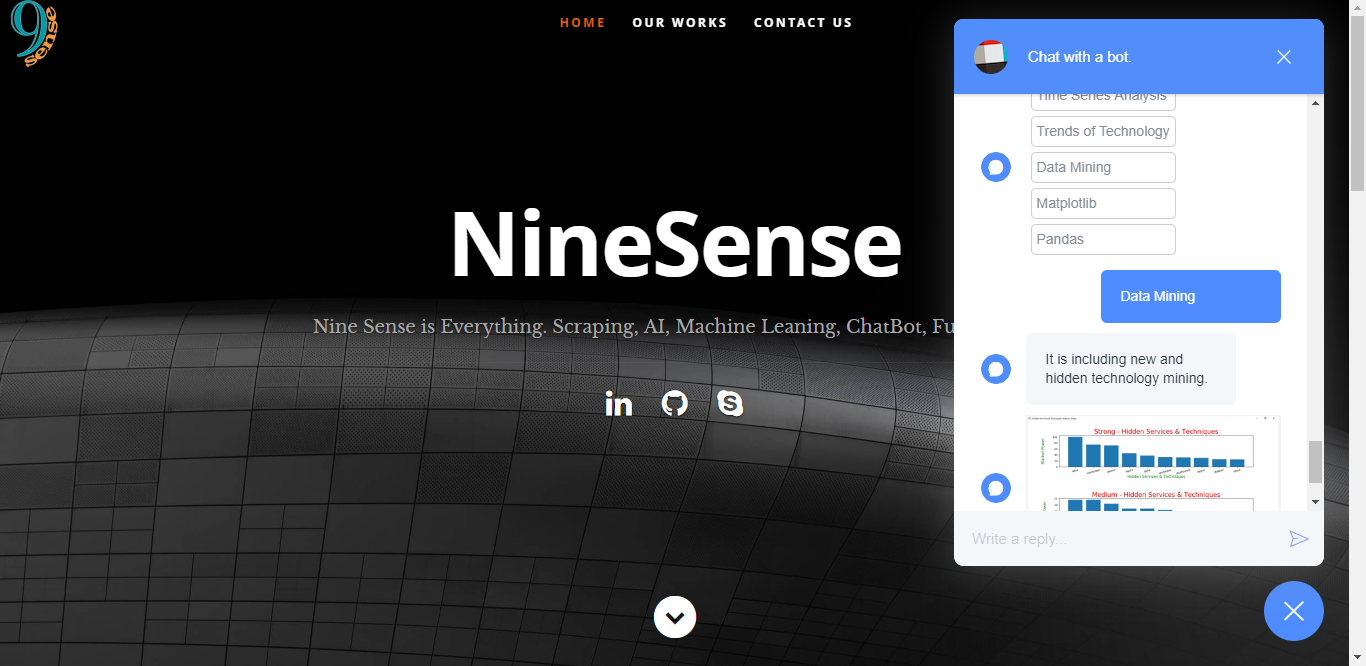 9
sense
HOME OUR WORKS CONTACT US
NineSense
Nine Sense is Everything. Scraping, AI, Machine Leaning, ChatBot, Fu
in
Chat with a bot.
Time Series Analysis
Trends of Technology
Data Mining
Matplotlib
Pandas
Data Mining
It is including new and
hidden technology mining.
Strong - Hidden Services & Techniques
Hidden Services & Techniques
Medium - Hidden Services & Techniques
Write a reply...